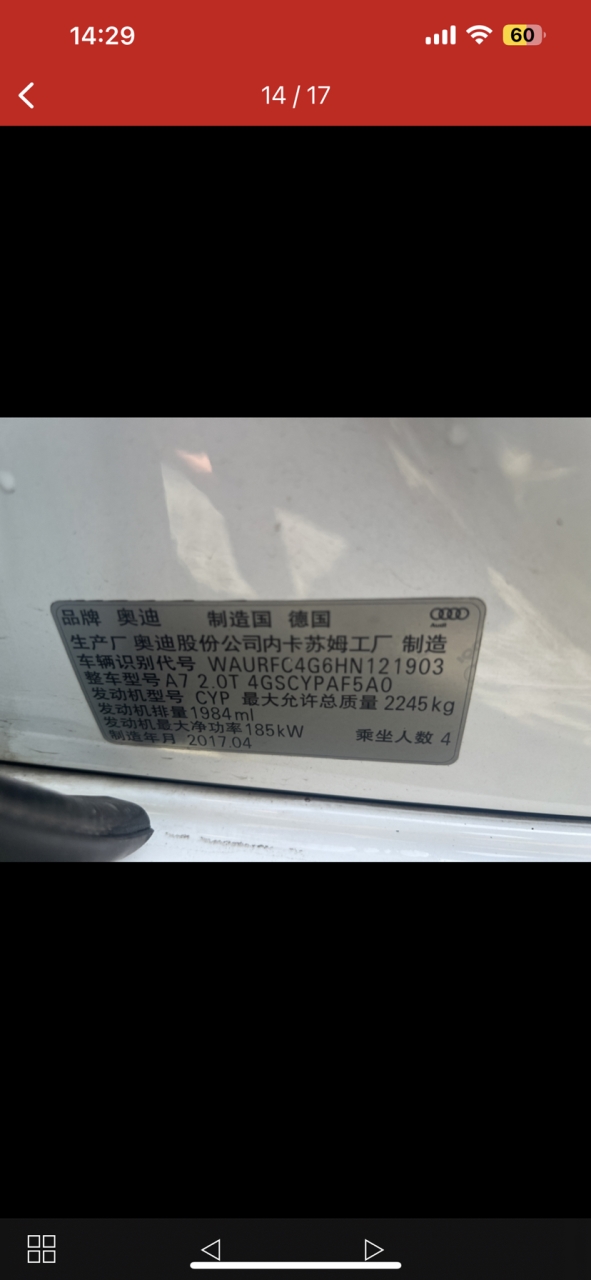 14:29
60
14 / 17
品牌 奥迪 制造国 德国
生产厂 奥迪股份公司内卡苏姆工厂 制造
车辆识别代号 WAURFC4G6HN121903
整车型号 A7 2.0T 4GSCYPAF5A0
发动机型号 CYP 最大允许总质量 2245kg
发动机排量 1984ml
发动机最大净功率 185kW 乘坐人数 4
制造年月 2017.04